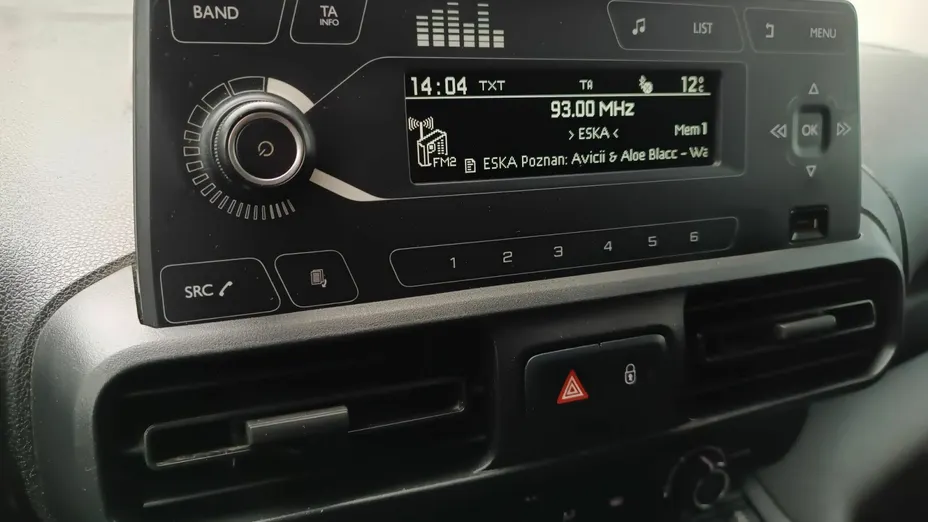 BAND
TA
INFO
LIST
MENU
14:04 TXT TA 12°C
93.00 MHz
> ESKA <
Mem 1
FM2
ESKA Poznan: Avicii & Aloe Blacc - Wa
OK
SRC
1 2 3 4 5 6